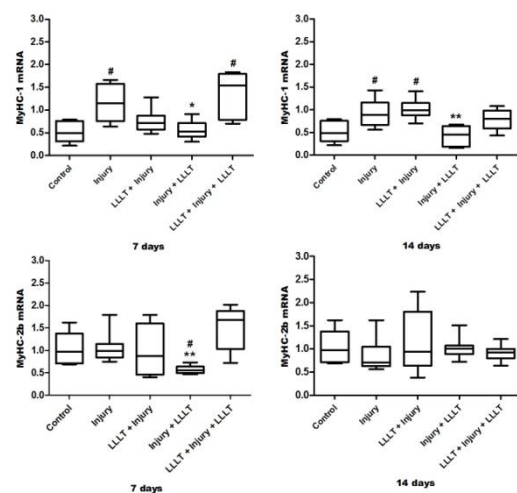 MyHC-1 mRNA
3.0
2.5
2.0
1.5
1.0
0.5
0.0
#
*
#
Control
Injury
LLLT + Injury
Injury + LLLT
LLLT + Injury + LLLT
7 days
MyHC-1 mRNA
3.0
2.5
2.0
1.5
1.0
0.5
0.0
#
#
**
Control
Injury
LLLT + Injury
Injury + LLLT
LLLT + Injury + LLLT
14 days
MyHC-2b mRNA
3.0
2.5
2.0
1.5
1.0
0.5
0.0
#
**
Control
Injury
LLLT + Injury
Injury + LLLT
LLLT + Injury + LLLT
7 days
MyHC-2b mRNA
3.0
2.5
2.0
1.5
1.0
0.5
0.0
Control
Injury
LLLT + Injury
Injury + LLLT
LLLT + Injury + LLLT
14 days